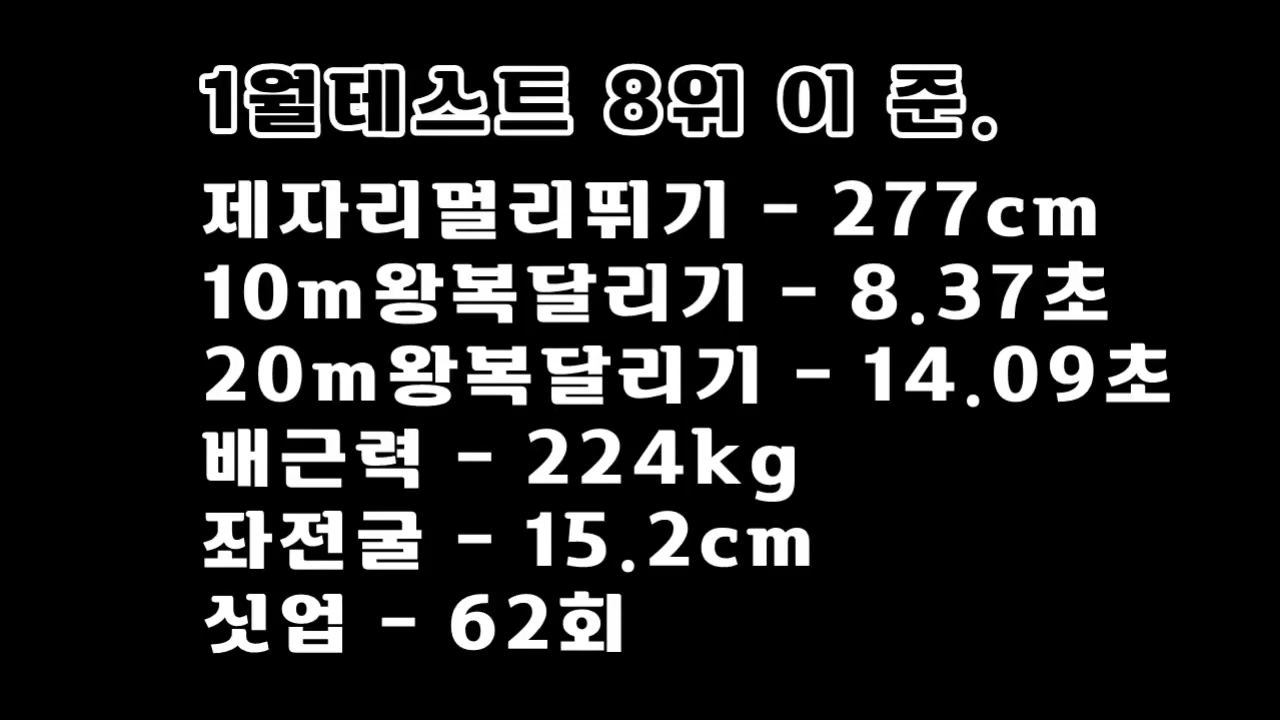 1월데스트 8위 이 준.
제자리멀리뛰기 - 277cm
10m왕복달리기 - 8.37초
20m왕복달리기 - 14.09초
배근력 - 224kg
좌전굴 - 15.2cm
싯업 - 62회